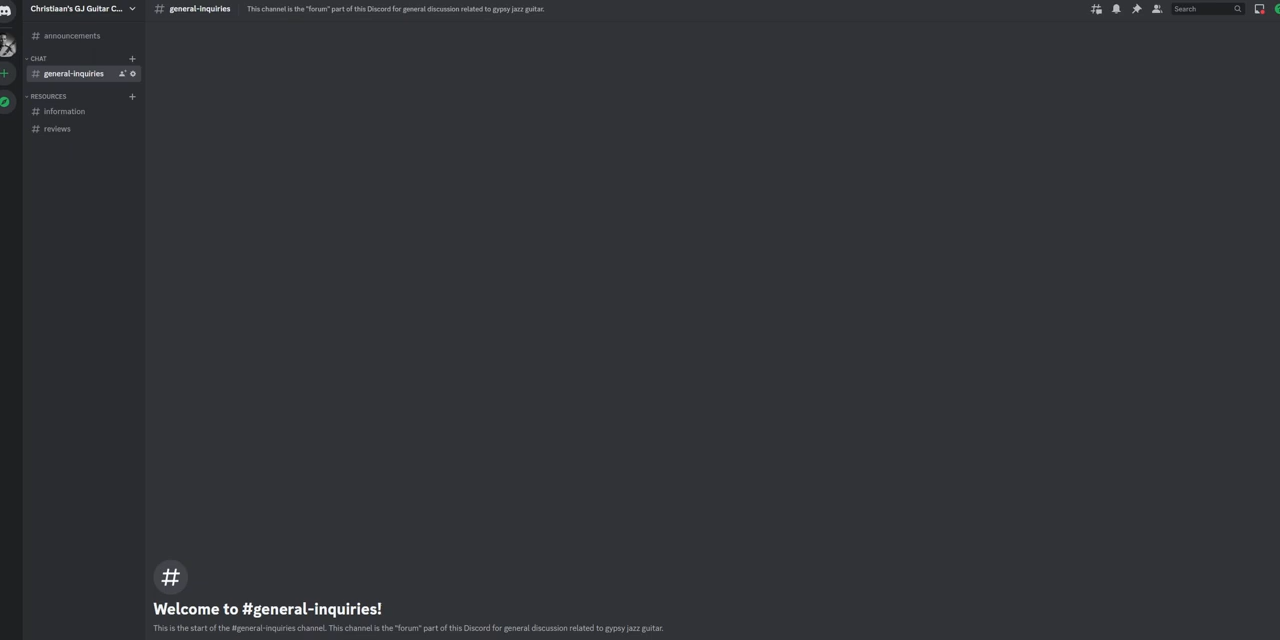 Christiaan's GJ Guitar C...
general-inquiries
This channel is the "forum" part of this Discord for general discussion related to gypsy jazz guitar.
Search
announcements
CHAT
general-inquiries
RESOURCES
information
reviews
Welcome to #general-inquiries!
This is the start of the #general-inquiries channel. This channel is the "forum" part of this Discord for general discussion related to gypsy jazz guitar.